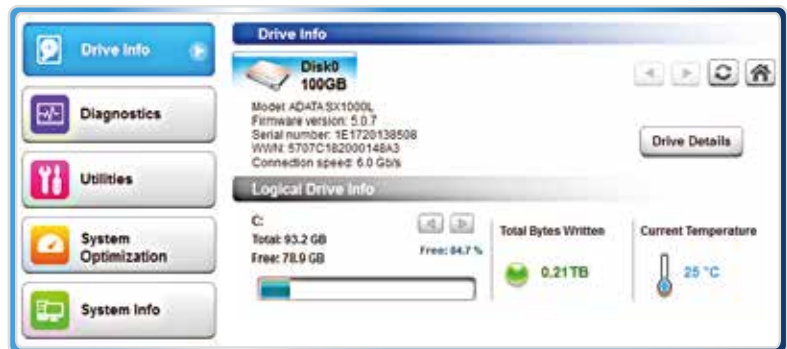 Drive Info
Diagnostics
Utilities
System
Optimization
System Info
Drive Info
Disk0
100GB
Model: ADATA SX1000L
Firmware version: 5.0.7
Serial number: 1E1720138508
WWN: 5707C182000148A3
Connection speed: 6.0 Gb/s
Drive Details
Logical Drive Info
C:
Total: 93.2 GB
Free: 78.9 GB
Free: 84.7 %
Total Bytes Written
0.21TB
Current Temperature
25 °C